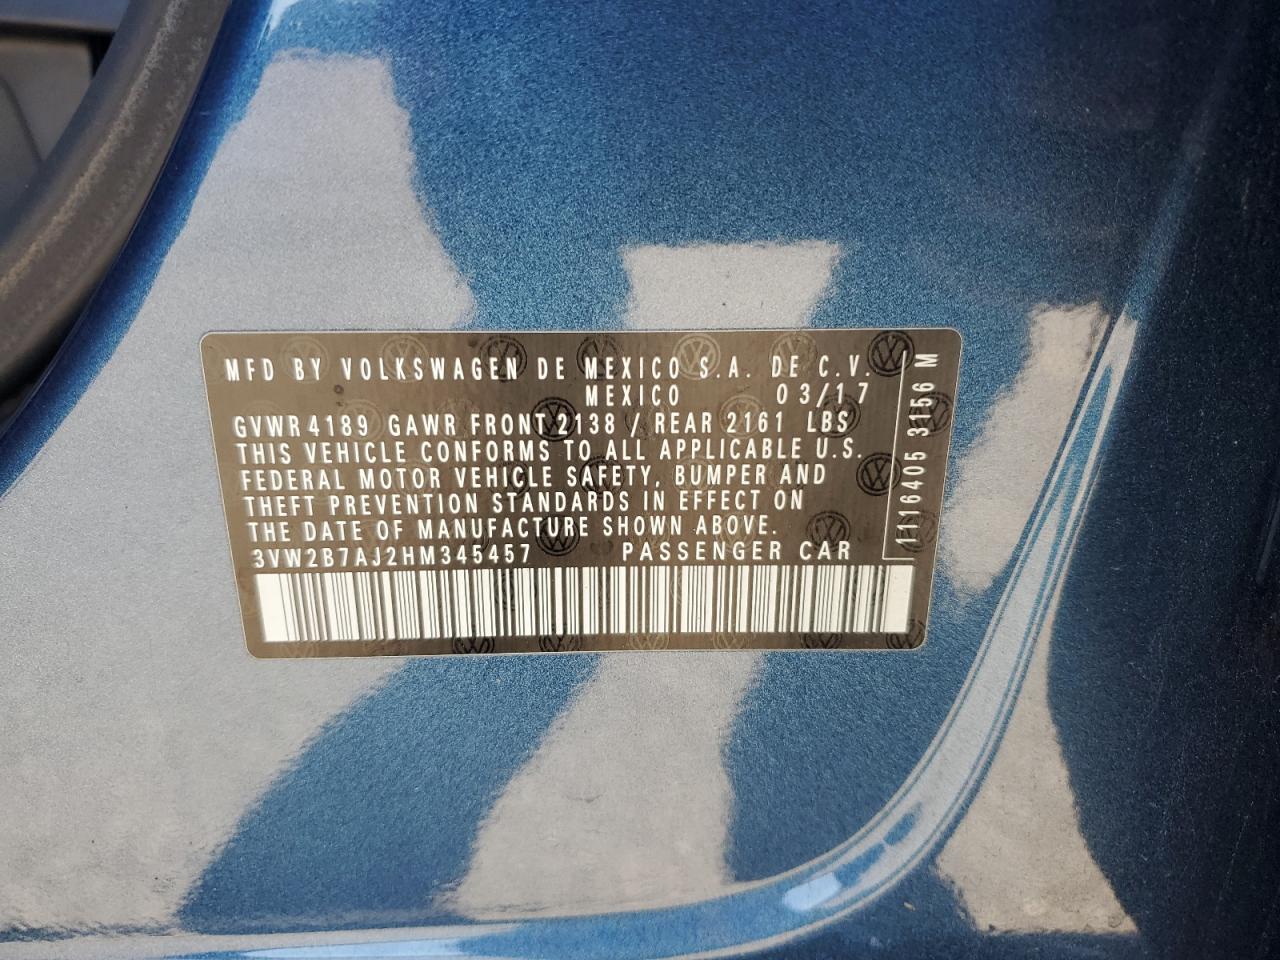 MFD BY VOLKSWAGEN DE MEXICO S.A. DE C.V.
MEXICO 03/17
GVWR 4189 GAWR FRONT 2138 / REAR 2161 LBS
THIS VEHICLE CONFORMS TO ALL APPLICABLE U.S.
FEDERAL MOTOR VEHICLE SAFETY, BUMPER AND
THEFT PREVENTION STANDARDS IN EFFECT ON
THE DATE OF MANUFACTURE SHOWN ABOVE.
3VW2B7AJ2HM345457 PASSENGER CAR
1116405 3156 M